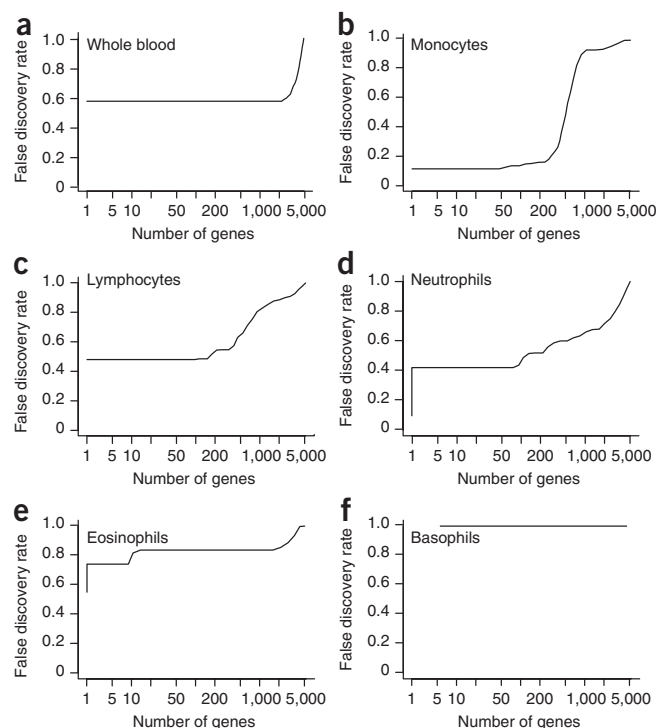 a
Whole blood
False discovery rate
1.0
0.8
0.6
0.4
0.2
0
1 5 10 50 200 1,000 5,000
Number of genes
b
Monocytes
False discovery rate
1.0
0.8
0.6
0.4
0.2
0
1 5 10 50 200 1,000 5,000
Number of genes
c
Lymphocytes
False discovery rate
1.0
0.8
0.6
0.4
0.2
0
1 5 10 50 200 1,000 5,000
Number of genes
d
Neutrophils
False discovery rate
1.0
0.8
0.6
0.4
0.2
0
1 5 10 50 200 1,000 5,000
Number of genes
e
Eosinophils
False discovery rate
1.0
0.8
0.6
0.4
0.2
0
1 5 10 50 200 1,000 5,000
Number of genes
f
Basophils
False discovery rate
1.0
0.8
0.6
0.4
0.2
0
1 5 10 50 200 1,000 5,000
Number of genes